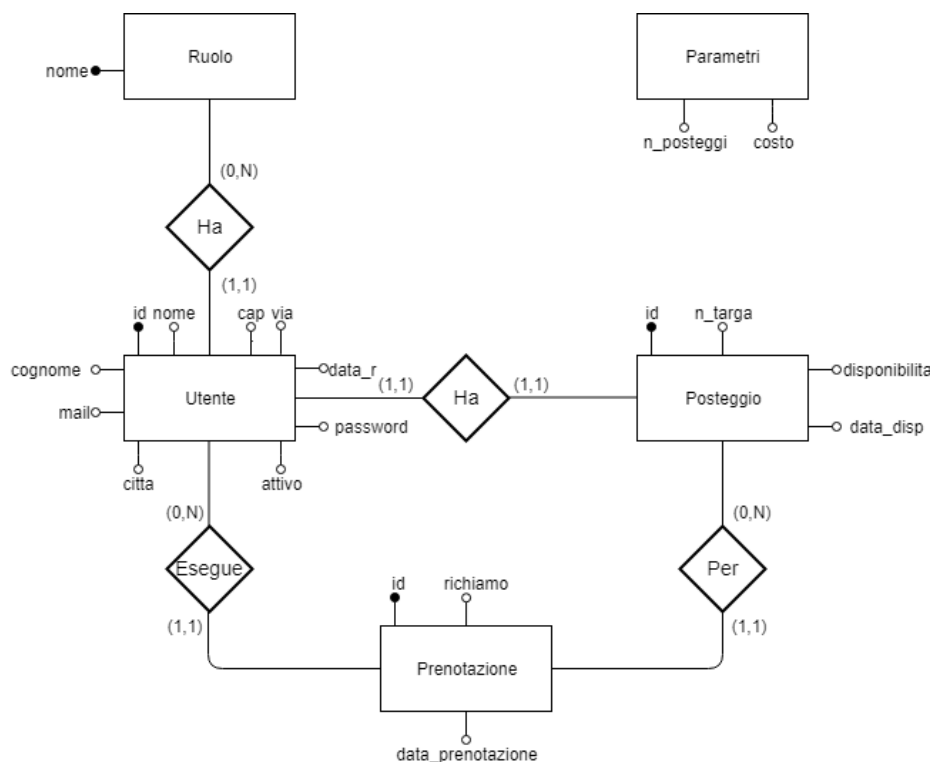 Ruolo
Parametri
nome
n_posteggi
costo
(0,N)
Ha
(1,1)
id
nome
cap
via
id
n_targa
cognome
data_r
disponibilita
(1,1)
(1,1)
Utente
Ha
Posteggio
mail
password
data_disp
citta
attivo
(0,N)
(0,N)
Esegue
Per
id
richiamo
(1,1)
(1,1)
Prenotazione
data_prenotazione